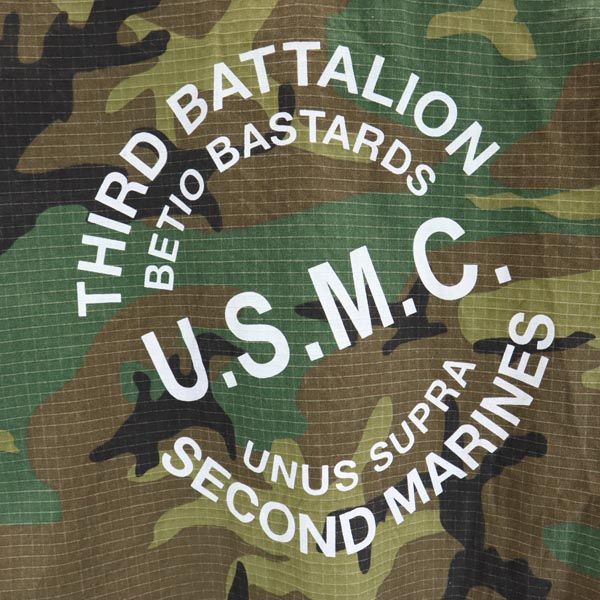 THIRD BATTALION
BETIO BASTARDS
U.S.M.C.
UNUS SUPRA
SECOND MARINES